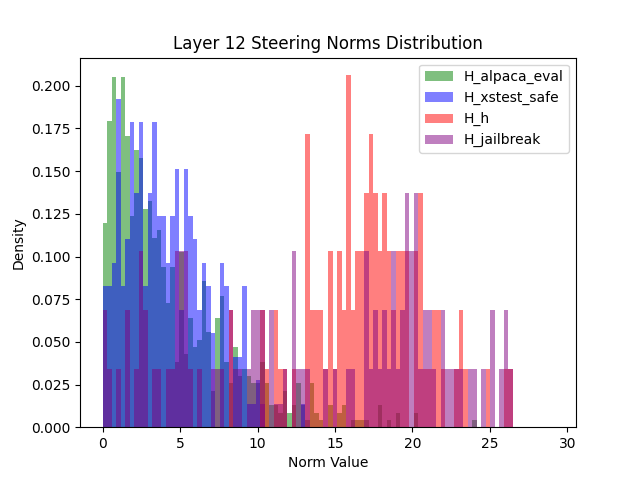 Layer 12 Steering Norms Distribution
H_alpaca_eval
H_xstest_safe
H_h
H_jailbreak
0.200
0.175
0.150
0.125
0.100
0.075
0.050
0.025
0.000
Density
0 5 10 15 20 25 30
Norm Value